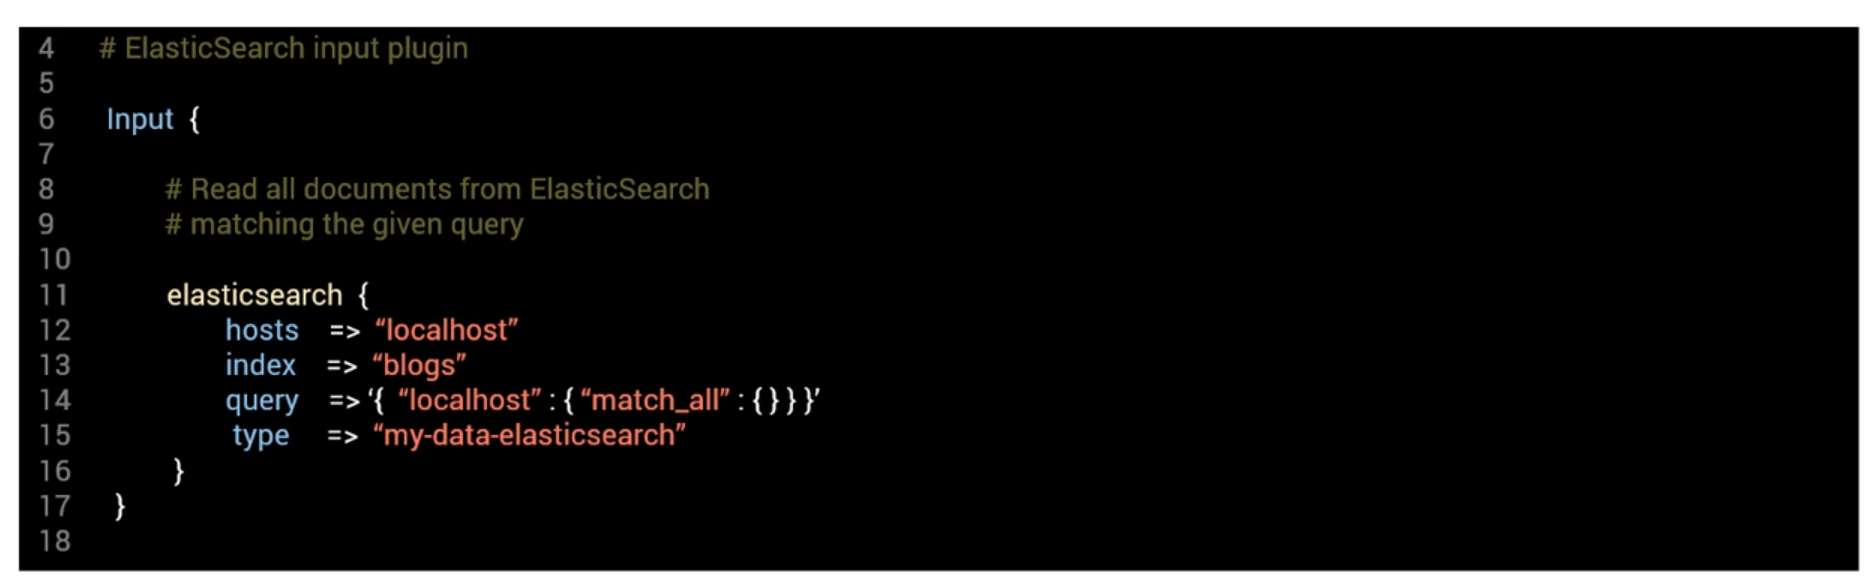 4 # ElasticSearch input plugin
5
6 Input {
7
8 # Read all documents from ElasticSearch
9 # matching the given query
10
11 elasticsearch {
12 hosts => “localhost”
13 index => “blogs”
14 query => ‘{ “localhost” : { “match_all” : { } } }’
15 type => “my-data-elasticsearch”
16 }
17 }
18